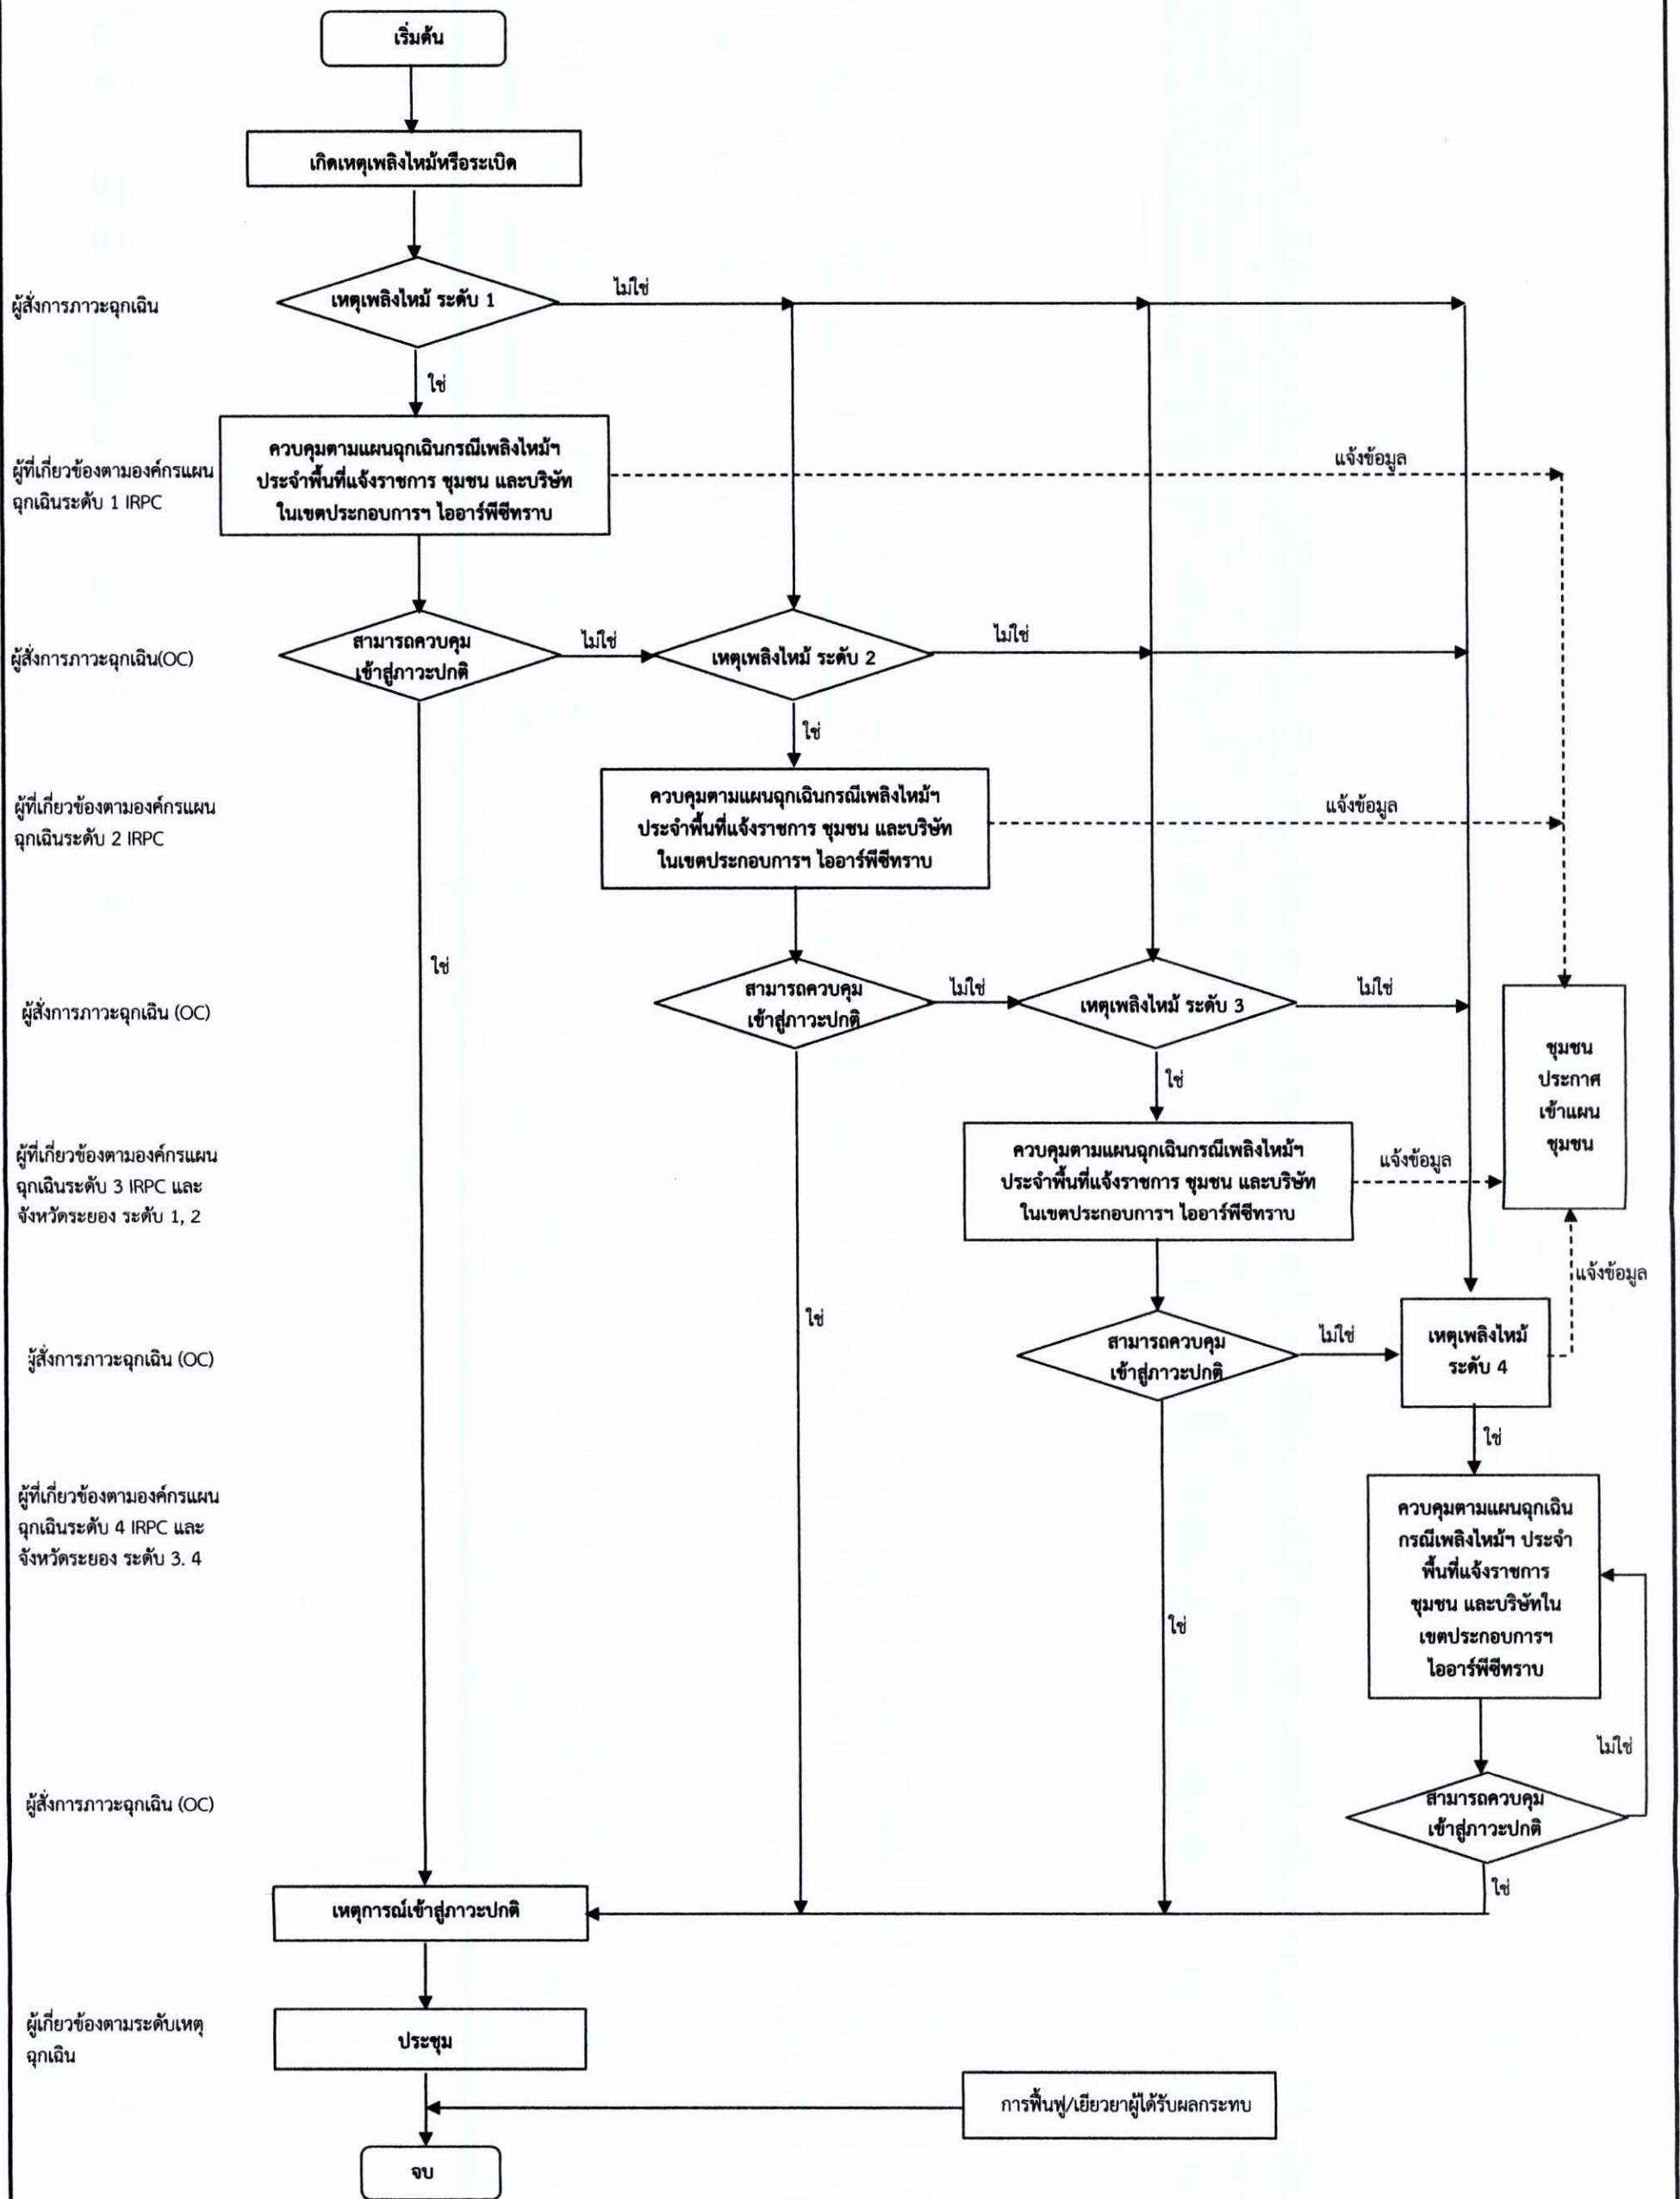 เริ่มต้น
เกิดเหตุเพลิงไหม้หรือระเบิด
ผู้สั่งการภาวะฉุกเฉิน
เหตุเพลิงไหม้ ระดับ 1
ไม่ใช่
ใช่
ผู้ที่เกี่ยวข้องตามองค์กรแผน
ฉุกเฉินระดับ 1 IRPC
ควบคุมตามแผนฉุกเฉินกรณีเพลิงไหม้ฯ
ประจำพื้นที่แจ้งราชการ ชุมชน และบริษัท
ในเขตประกอบการฯ ไออาร์พีซีทราบ
แจ้งข้อมูล
ผู้สั่งการภาวะฉุกเฉิน(OC)
สามารถควบคุม
เข้าสู่ภาวะปกติ
ไม่ใช่
เหตุเพลิงไหม้ ระดับ 2
ไม่ใช่
ใช่
ผู้ที่เกี่ยวข้องตามองค์กรแผน
ฉุกเฉินระดับ 2 IRPC
ควบคุมตามแผนฉุกเฉินกรณีเพลิงไหม้ฯ
ประจำพื้นที่แจ้งราชการ ชุมชน และบริษัท
ในเขตประกอบการฯ ไออาร์พีซีทราบ
แจ้งข้อมูล
ใช่
ผู้สั่งการภาวะฉุกเฉิน (OC)
สามารถควบคุม
เข้าสู่ภาวะปกติ
ไม่ใช่
เหตุเพลิงไหม้ ระดับ 3
ไม่ใช่
ใช่
ชุมชน
ประกาศ
เข้าแผน
ชุมชน
ผู้ที่เกี่ยวข้องตามองค์กรแผน
ฉุกเฉินระดับ 3 IRPC และ
จังหวัดระยอง ระดับ 1, 2
ควบคุมตามแผนฉุกเฉินกรณีเพลิงไหม้ฯ
ประจำพื้นที่แจ้งราชการ ชุมชน และบริษัท
ในเขตประกอบการฯ ไออาร์พีซีทราบ
แจ้งข้อมูล
แจ้งข้อมูล
ใช่
ผู้สั่งการภาวะฉุกเฉิน (OC)
สามารถควบคุม
เข้าสู่ภาวะปกติ
ไม่ใช่
เหตุเพลิงไหม้
ระดับ 4
ใช่
ผู้ที่เกี่ยวข้องตามองค์กรแผน
ฉุกเฉินระดับ 4 IRPC และ
จังหวัดระยอง ระดับ 3. 4
ควบคุมตามแผนฉุกเฉิน
กรณีเพลิงไหม้ฯ ประจำ
พื้นที่แจ้งราชการ
ชุมชน และบริษัทใน
เขตประกอบการฯ
ไออาร์พีซีทราบ
ใช่
ไม่ใช่
ผู้สั่งการภาวะฉุกเฉิน (OC)
สามารถควบคุม
เข้าสู่ภาวะปกติ
ใช่
เหตุการณ์เข้าสู่ภาวะปกติ
ผู้เกี่ยวข้องตามระดับเหตุ
ฉุกเฉิน
ประชุม
การฟื้นฟู/เยียวยาผู้ได้รับผลกระทบ
จบ